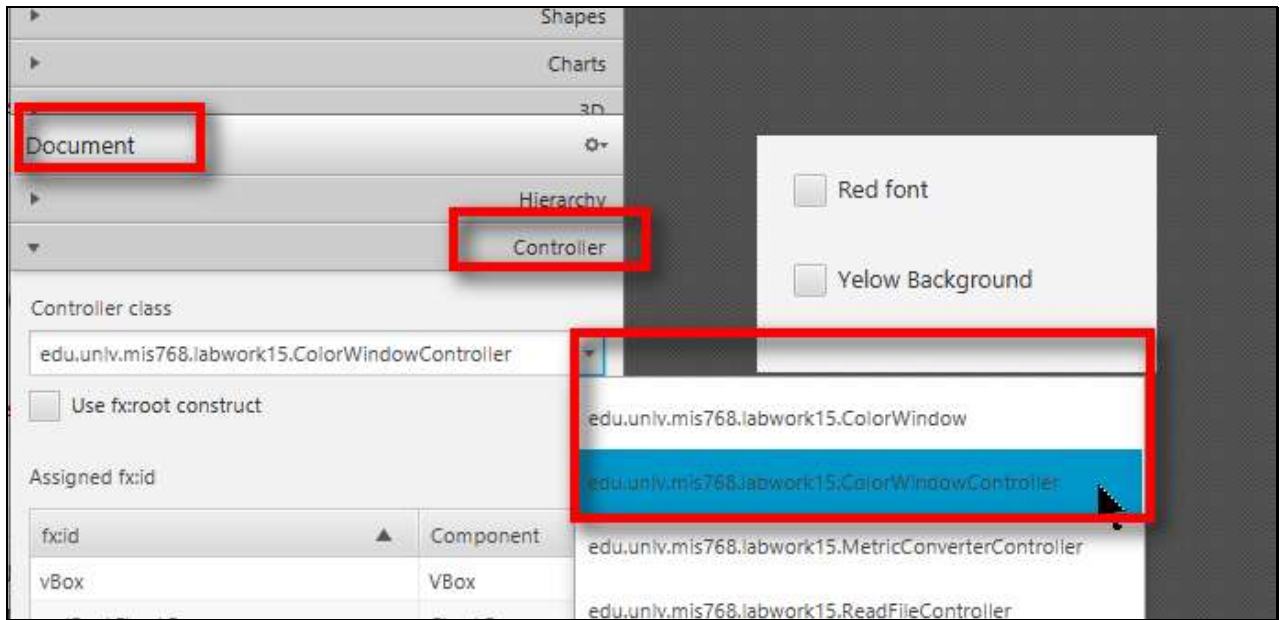 Shapes
Charts
3D
Document
Hierarchy
Controller
Controller class
edu.unlv.mis768.labwork15.ColorWindowController
Use fx:root construct
Assigned fx:id
fx:id
Component
vBox
VBox
Red font
Yelow Background
edu.unlv.mis768.labwork15.ColorWindow
edu.unlv.mis768.labwork15.ColorWindowController
edu.unlv.mis768.labwork15.MetricConverterController
edu.unlv.mis768.labwork15.ReadFileController